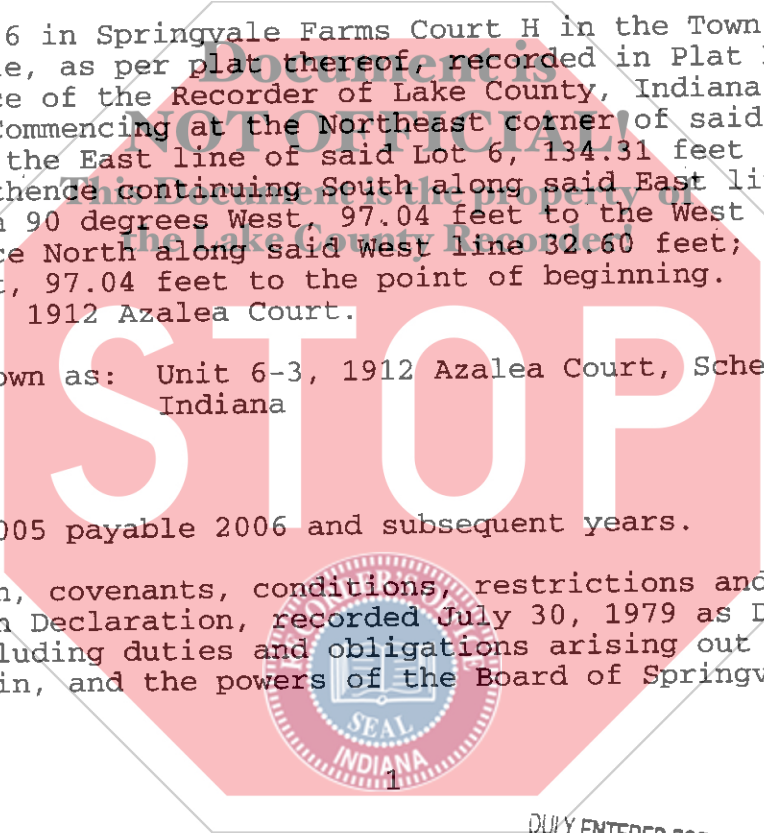 6 in Springvale Farms Court H in the Town
e, as per plat thereof, recorded in Plat
ce of the Recorder of Lake County, Indiana
Commencing at the Northeast corner of said
the East line of said Lot 6, 134.31 feet
thence continuing South along said East li
90 degrees West, 97.04 feet to the West
ce North along said West line 32.60 feet;
t, 97.04 feet to the point of beginning.
1912 Azalea Court.
own as: Unit 6-3, 1912 Azalea Court, Sche
Indiana
005 payable 2006 and subsequent years.
n, covenants, conditions, restrictions and
n Declaration, recorded July 30, 1979 as D
luding duties and obligations arising out
in, and the powers of the Board of Springv
1
Document is
NOT OFFICIAL!
This Document is the property of
the Lake County Recorder!
STOP
SEAL
INDIANA
DULY ENTERED